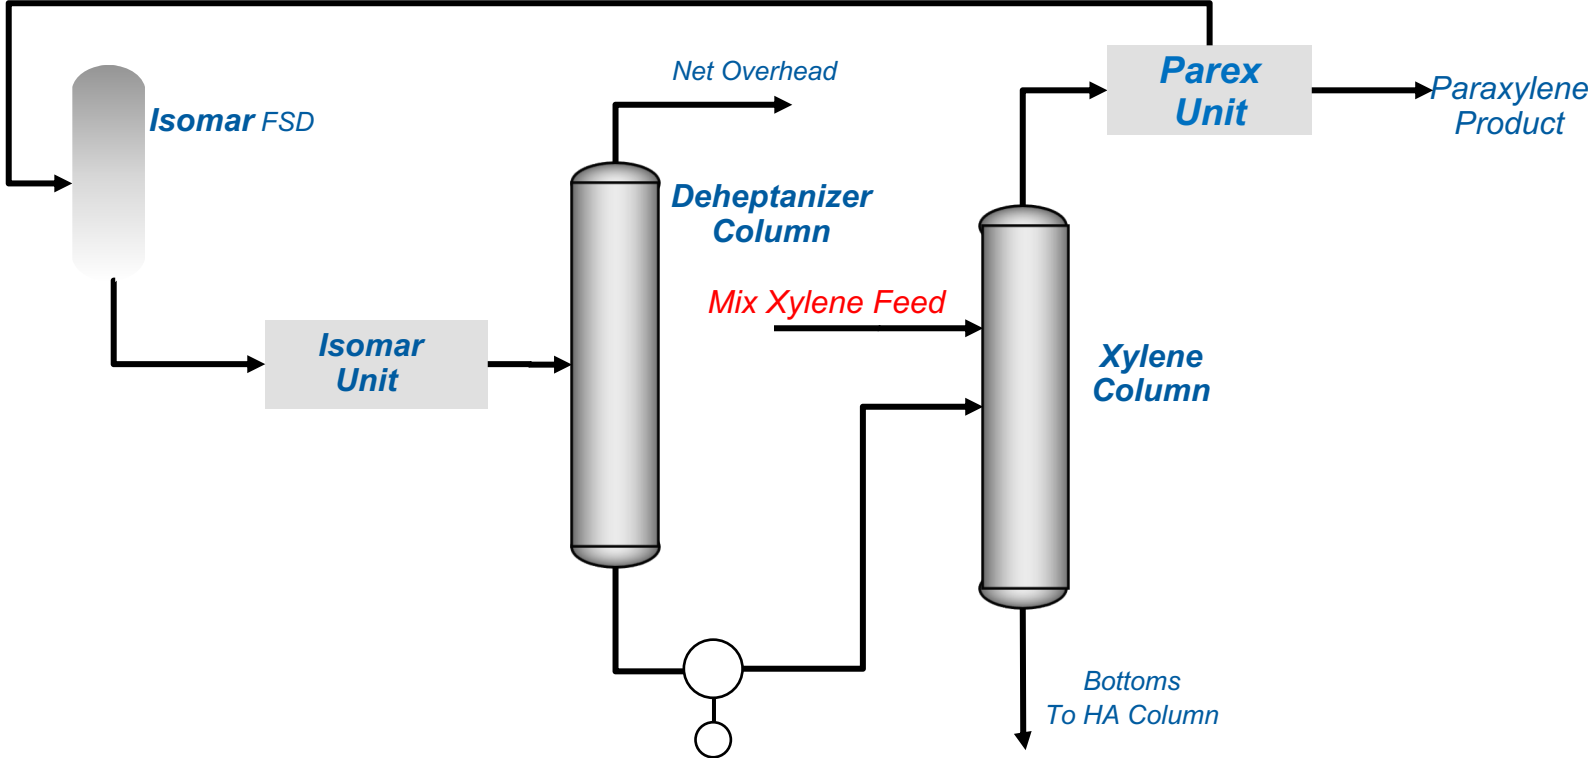 Net Overhead
Parex
Unit
Paraxylene
Product
Isomar FSD
Deheptanizer
Column
Mix Xylene Feed
Isomar
Unit
Xylene
Column
Bottoms
To HA Column